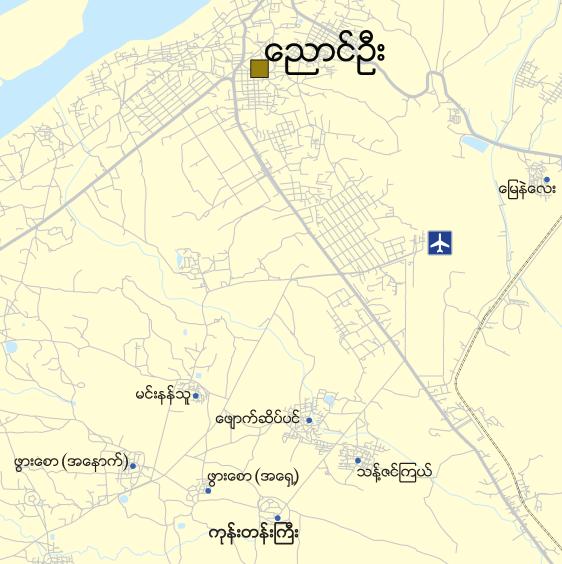 ညောင်ဦး
မြေနဲလေး
မင်းနန်သူ
ဖျောက်ဆိပ်ပင်
ဖွားစော (အနောက်)
သန့်ဇင်ကြယ်
ဖွားစော (အရှေ့)
ကုန်းတန်းကြီး